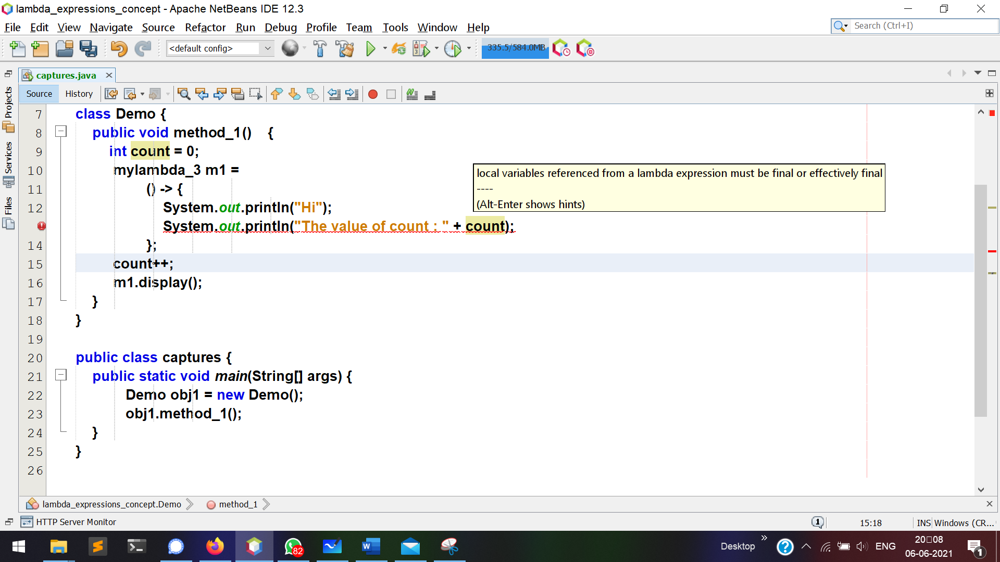 lambda_expressions_concept - Apache NetBeans IDE 12.3
File Edit View Navigate Source Refactor Run Debug Profile Team Tools Window Help
Search (Ctrl+I)
<default config>
335.5/584.0MB
captures.java
Source History
Projects
Services
Files
7 class Demo {
8 public void method_1() {
9 int count = 0;
10 mylambda_3 m1 =
11 () -> {
12 System.out.println("Hi");
System.out.println("The value of count : " + count);
14 };
15 count++;
16 m1.display();
17 }
18 }
19
20 public class captures {
21 public static void main(String[] args) {
22 Demo obj1 = new Demo();
23 obj1.method_1();
24 }
25 }
26
local variables referenced from a lambda expression must be final or effectively final
----
(Alt-Enter shows hints)
lambda_expressions_concept.Demo method_1
HTTP Server Monitor
1
15:18
INS
Windows (CR...
82
Desktop
ENG
20▯08
06-06-2021
1